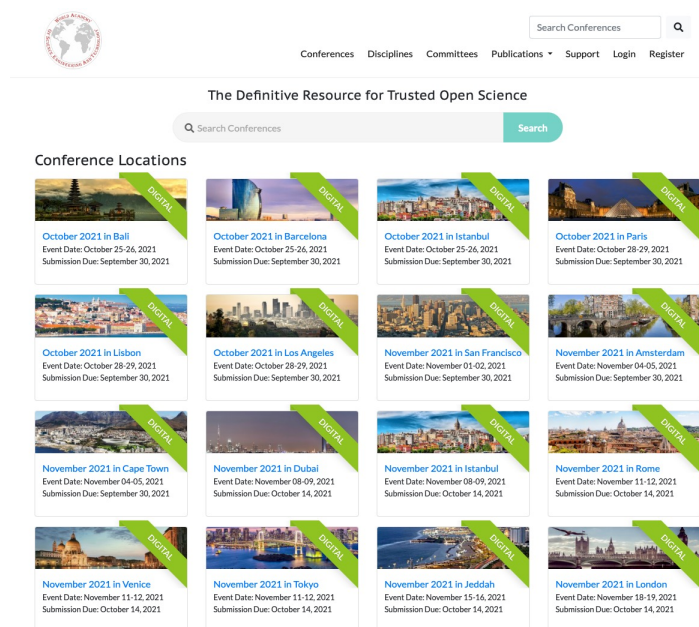 WORLD ACADEMY
OF SCIENCE, ENGINEERING AND TECHNOLOGY
Search Conferences
Conferences Disciplines Committees Publications Support Login Register
The Definitive Resource for Trusted Open Science
Search Conferences Search
Conference Locations
DIGITAL DIGITAL DIGITAL DIGITAL
October 2021 in Bali October 2021 in Barcelona October 2021 in Istanbul October 2021 in Paris
Event Date: October 25-26, 2021 Event Date: October 25-26, 2021 Event Date: October 25-26, 2021 Event Date: October 28-29, 2021
Submission Due: September 30, 2021 Submission Due: September 30, 2021 Submission Due: September 30, 2021 Submission Due: September 30, 2021
DIGITAL DIGITAL DIGITAL DIGITAL
October 2021 in Lisbon October 2021 in Los Angeles November 2021 in San Francisco November 2021 in Amsterdam
Event Date: October 28-29, 2021 Event Date: October 28-29, 2021 Event Date: November 01-02, 2021 Event Date: November 04-05, 2021
Submission Due: September 30, 2021 Submission Due: September 30, 2021 Submission Due: September 30, 2021 Submission Due: September 30, 2021
DIGITAL DIGITAL DIGITAL DIGITAL
November 2021 in Cape Town November 2021 in Dubai November 2021 in Istanbul November 2021 in Rome
Event Date: November 04-05, 2021 Event Date: November 08-09, 2021 Event Date: November 08-09, 2021 Event Date: November 11-12, 2021
Submission Due: September 30, 2021 Submission Due: October 14, 2021 Submission Due: October 14, 2021 Submission Due: October 14, 2021
DIGITAL DIGITAL DIGITAL DIGITAL
November 2021 in Venice November 2021 in Tokyo November 2021 in Jeddah November 2021 in London
Event Date: November 11-12, 2021 Event Date: November 11-12, 2021 Event Date: November 15-16, 2021 Event Date: November 18-19, 2021
Submission Due: October 14, 2021 Submission Due: October 14, 2021 Submission Due: October 14, 2021 Submission Due: October 14, 2021